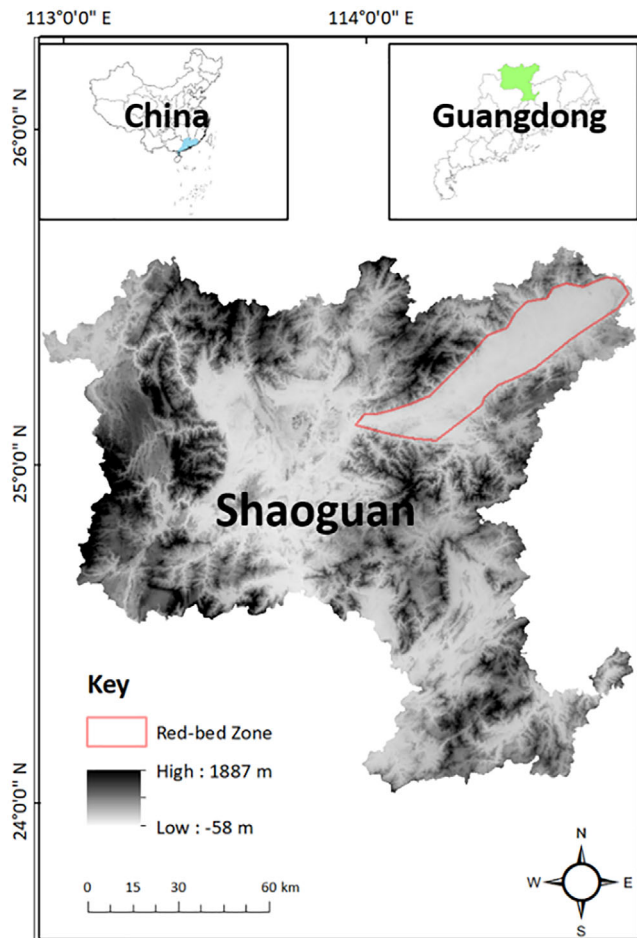 113°0'0" E
114°0'0" E
China
Guangdong
26°0'0" N
25°0'0" N
Shaoguan
24°0'0" N
Key
Red-bed Zone
High : 1887 m
Low : -58 m
0 15 30 60 km
N
W E
S